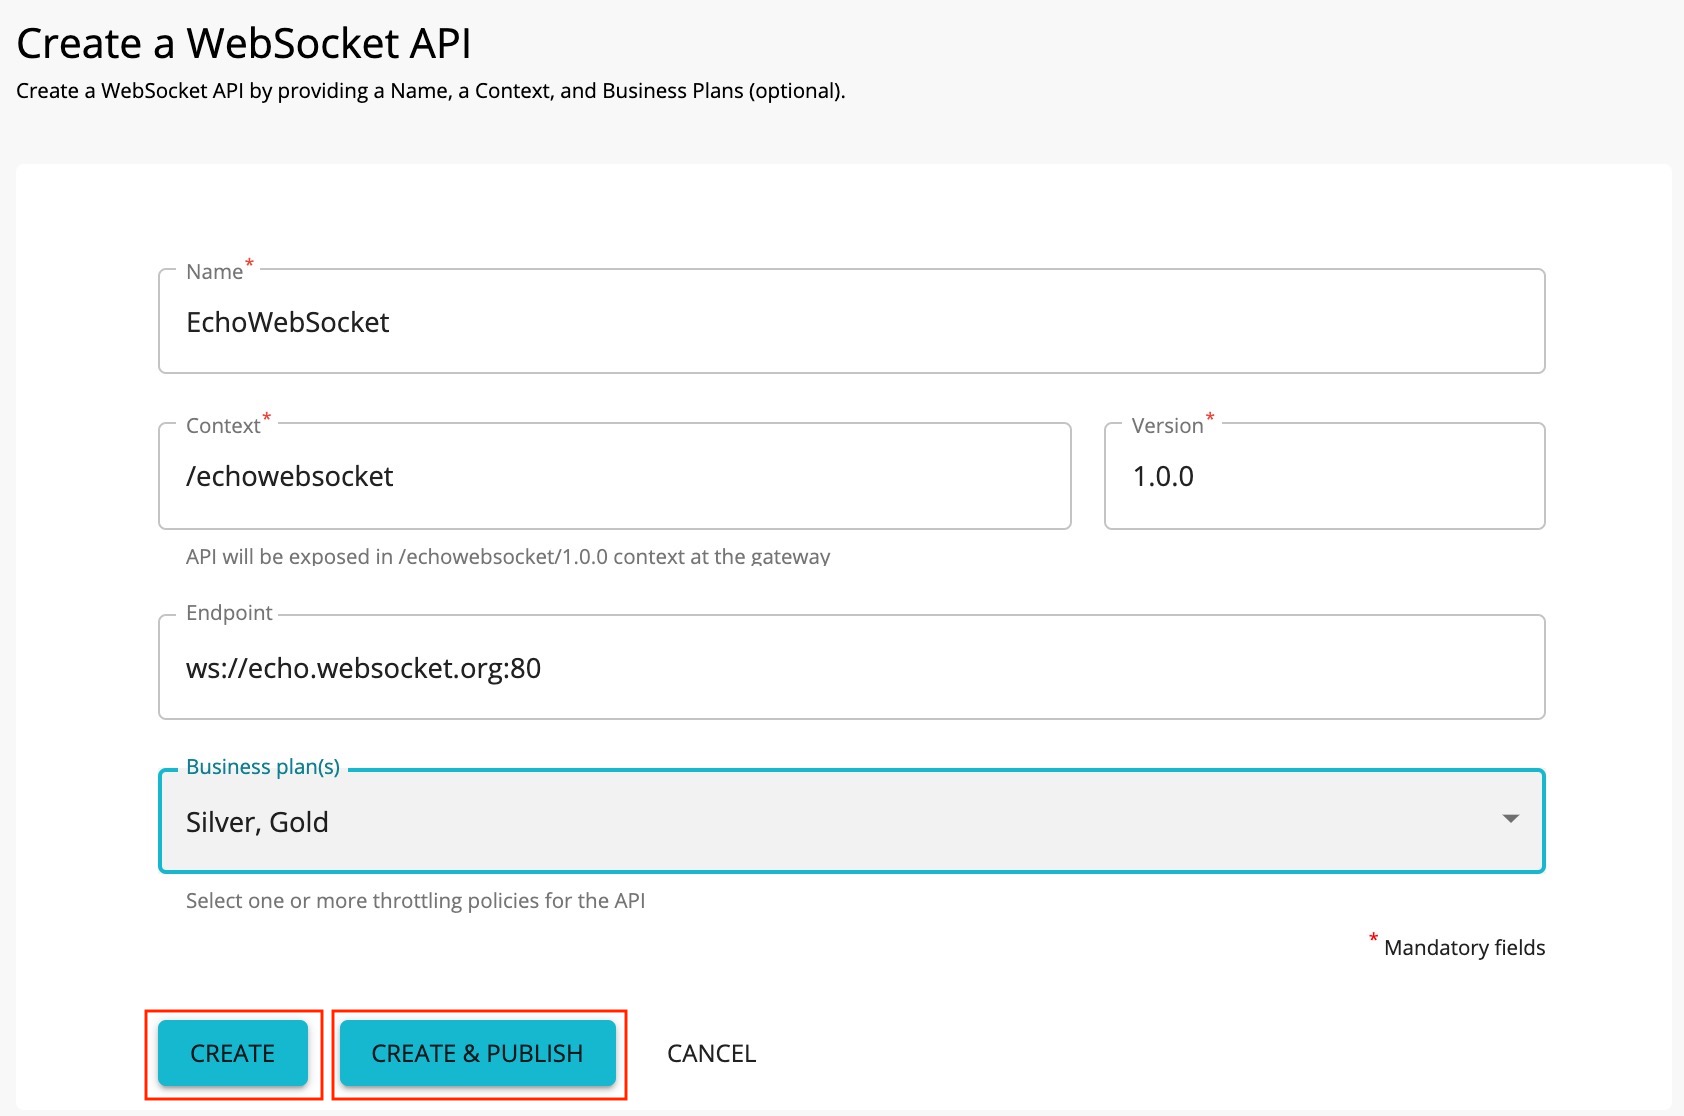 Create a WebSocket API
Create a WebSocket API by providing a Name, a Context, and Business Plans (optional).
Name*
EchoWebSocket
Context* Version*
/echowebsocket 1.0.0
API will be exposed in /echowebsocket/1.0.0 context at the gateway
Endpoint
ws://echo.websocket.org:80
Business plan(s)
Silver, Gold
Select one or more throttling policies for the API
* Mandatory fields
CREATE CREATE & PUBLISH CANCEL